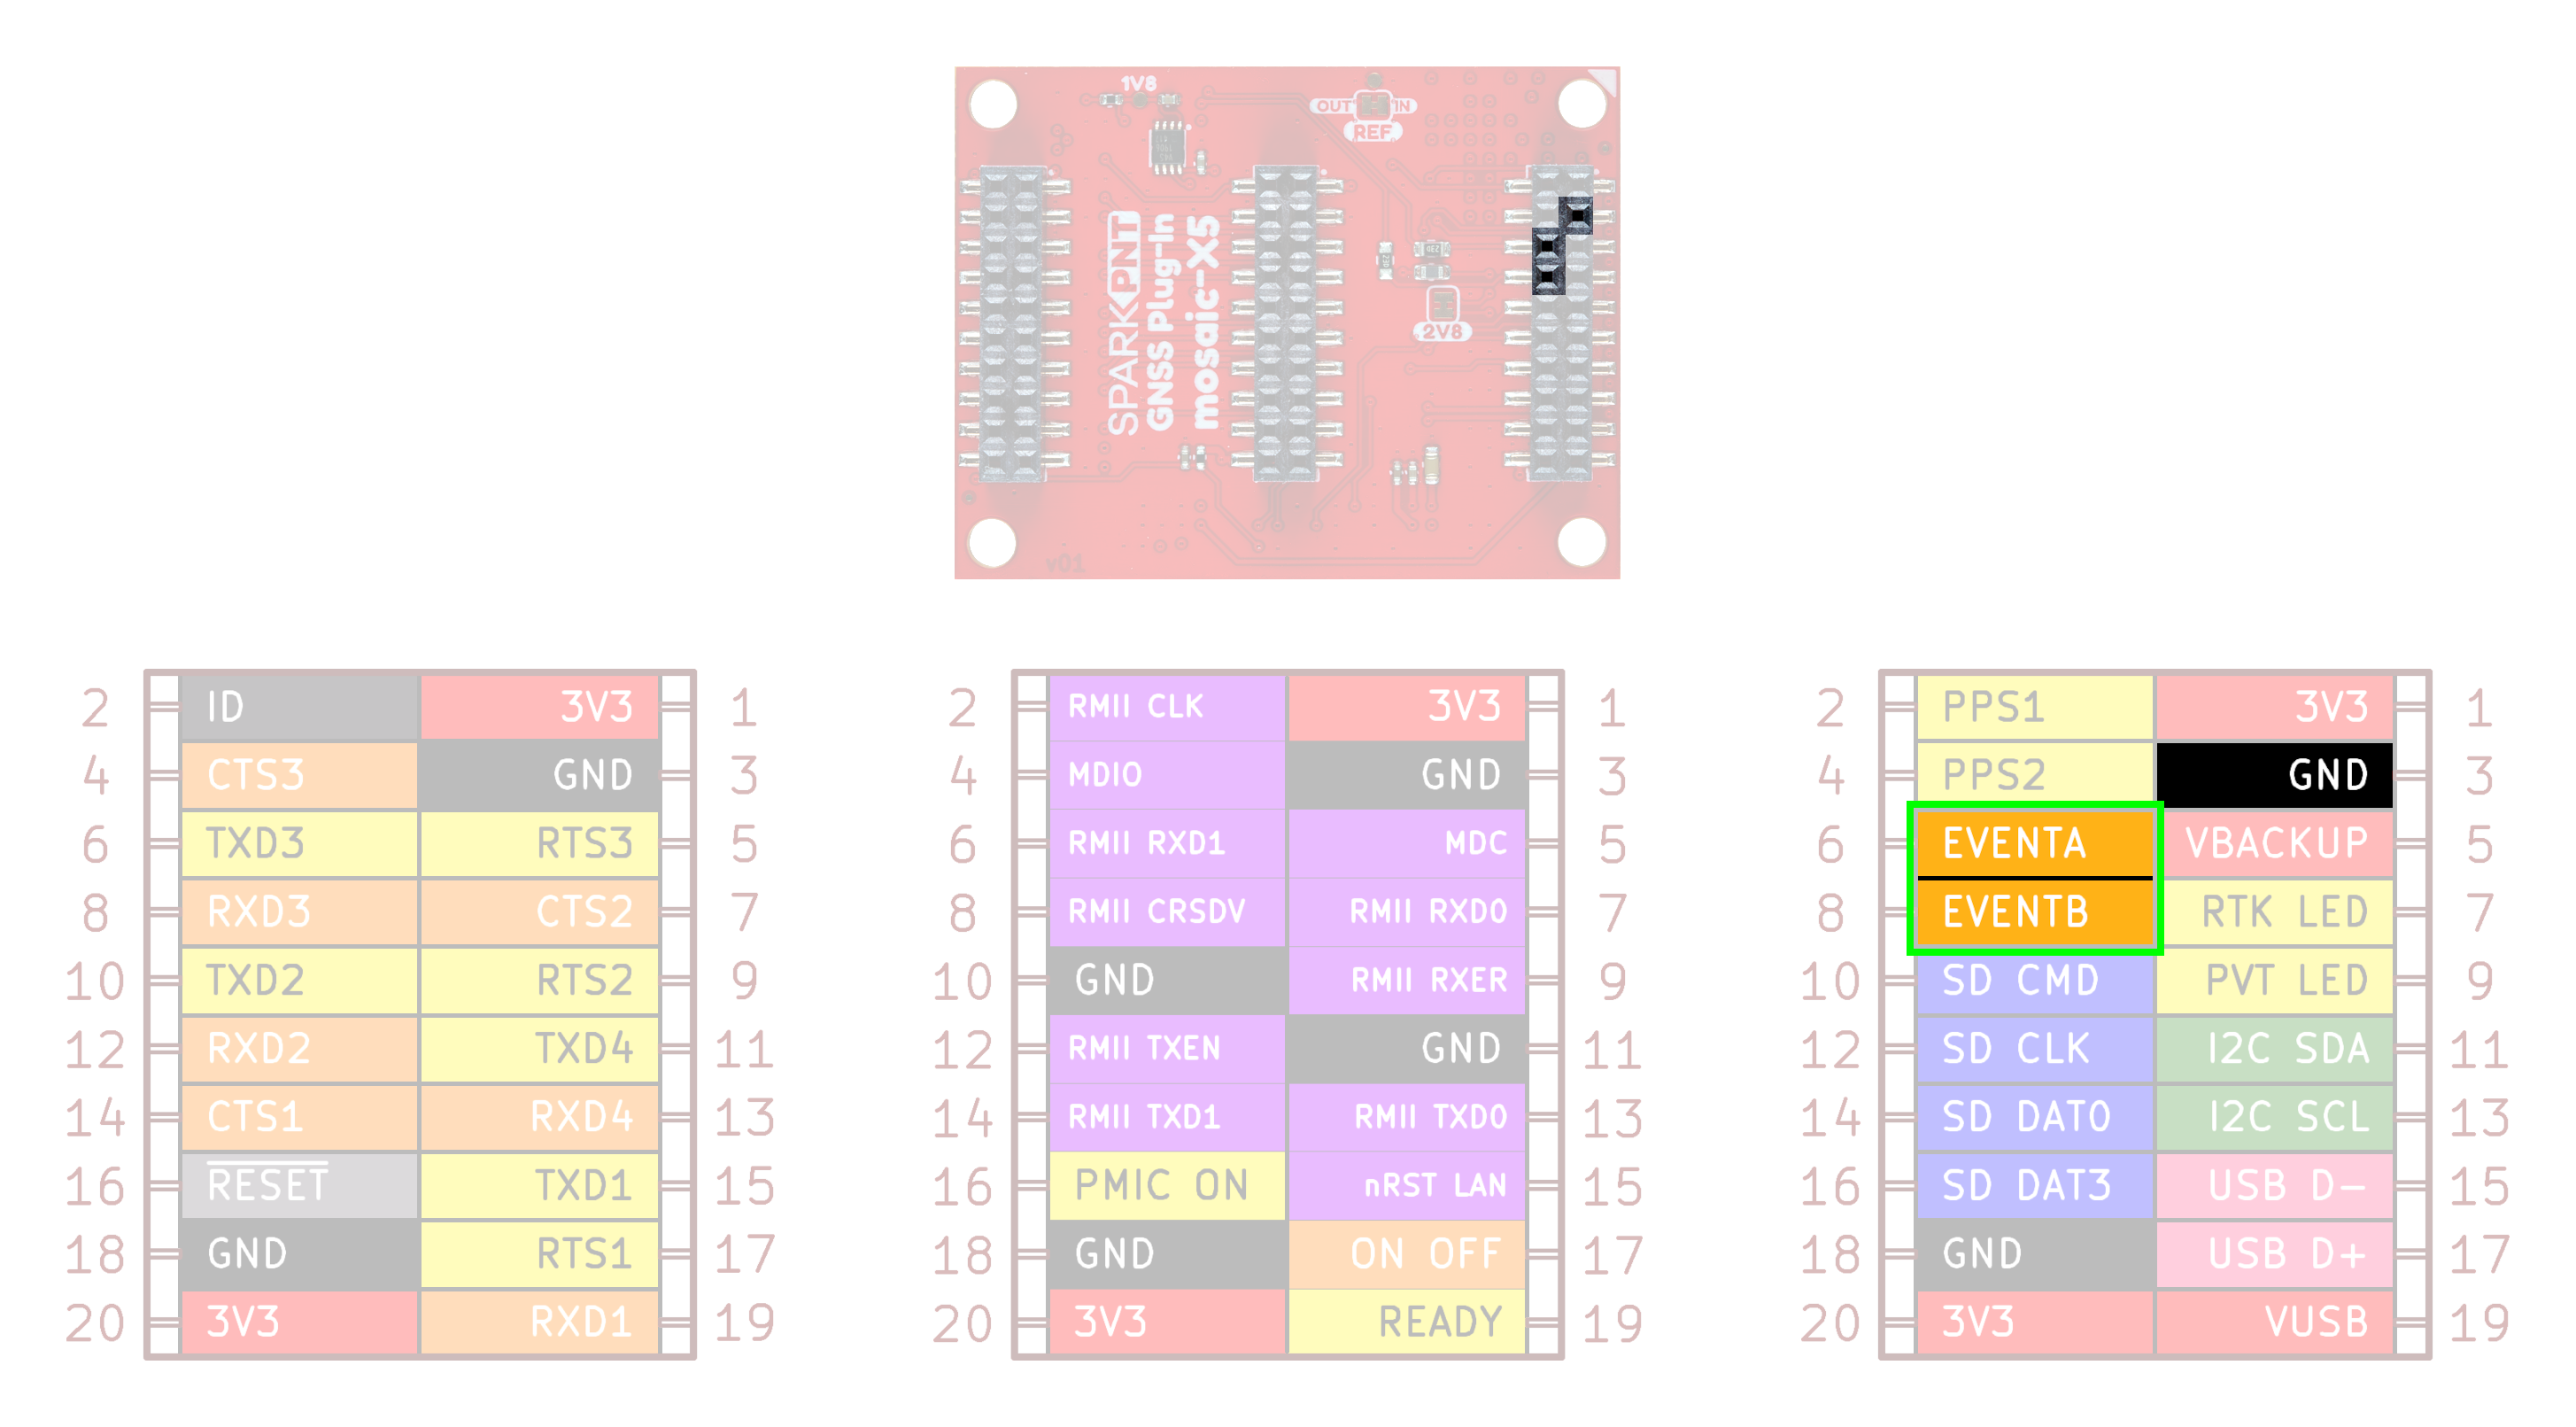 1V8
OUT IN
REF
SPARKPNT
GNSS Plug-in
mosaic-X5
2V8
v01
2 ID 3V3 1
4 CTS3 GND 3
6 TXD3 RTS3 5
8 RXD3 CTS2 7
10 TXD2 RTS2 9
12 RXD2 TXD4 11
14 CTS1 RXD4 13
16 RESET TXD1 15
18 GND RTS1 17
20 3V3 RXD1 19
2 RMII CLK 3V3 1
4 MDIO GND 3
6 RMII RXD1 MDC 5
8 RMII CRSDV RMII RXD0 7
10 GND RMII RXER 9
12 RMII TXEN GND 11
14 RMII TXD1 RMII TXD0 13
16 PMIC ON nRST LAN 15
18 GND ON OFF 17
20 3V3 READY 19
2 PPS1 3V3 1
4 PPS2 GND 3
6 EVENTA VBACKUP 5
8 EVENTB RTK LED 7
10 SD CMD PVT LED 9
12 SD CLK I2C SDA 11
14 SD DAT0 I2C SCL 13
16 SD DAT3 USB D- 15
18 GND USB D+ 17
20 3V3 VUSB 19